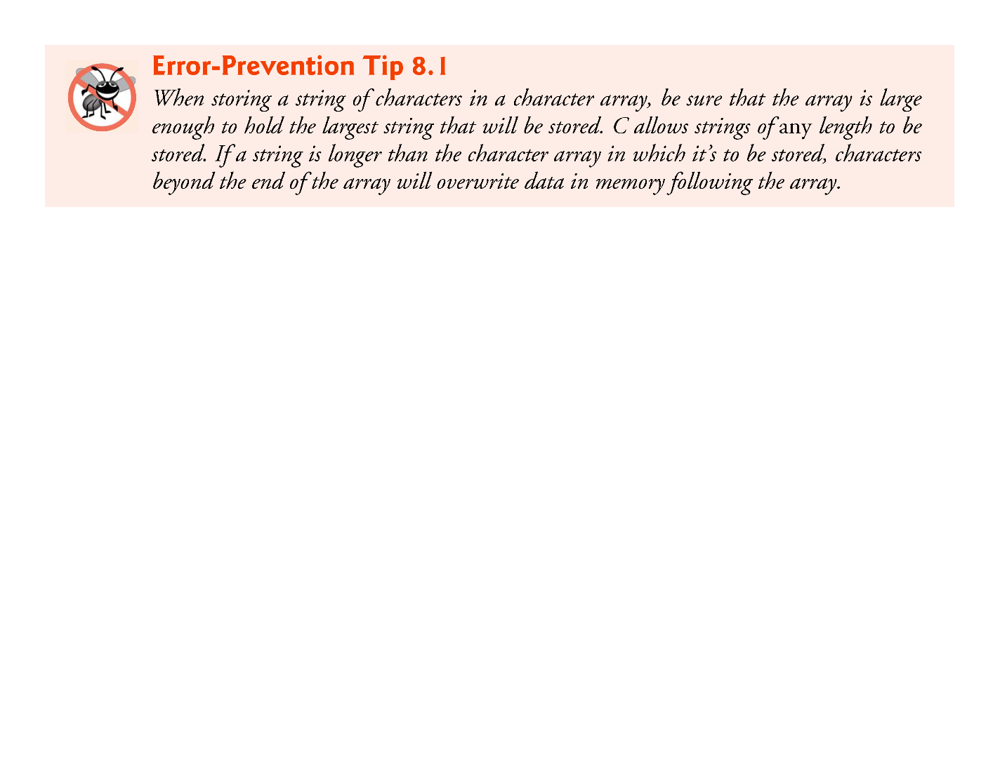 Error-Prevention Tip 8.1
When storing a string of characters in a character array, be sure that the array is large
enough to hold the largest string that will be stored. C allows strings of any length to be
stored. If a string is longer than the character array in which it’s to be stored, characters
beyond the end of the array will overwrite data in memory following the array.